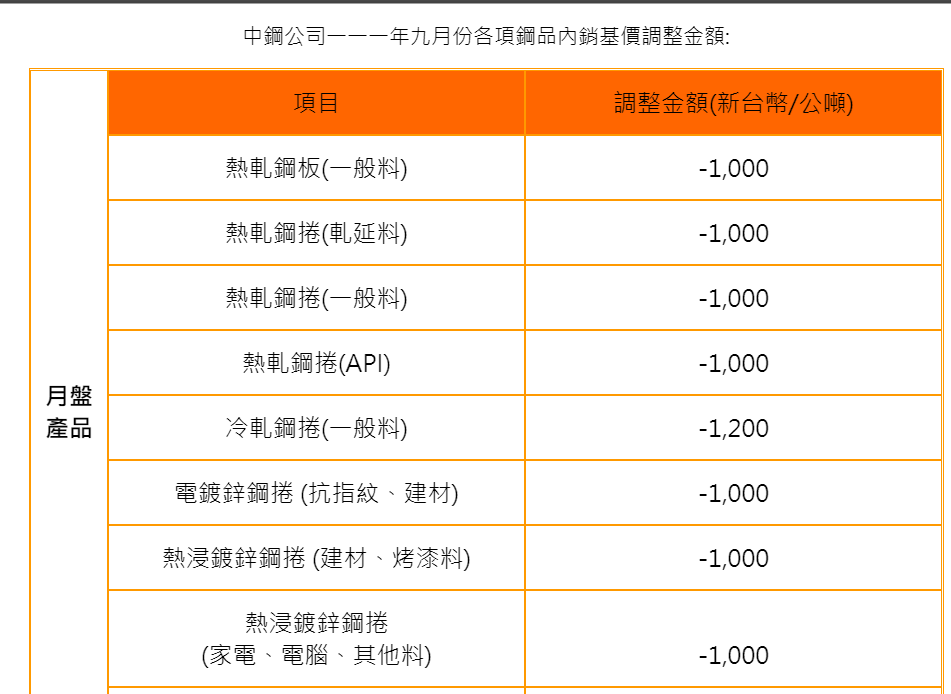 中鋼公司一一一年九月份各項鋼品內銷基價調整金額:
項目 調整金額(新台幣/公噸)
月盤
產品
熱軋鋼板(一般料) -1,000
熱軋鋼捲(軋延料) -1,000
熱軋鋼捲(一般料) -1,000
熱軋鋼捲(API) -1,000
冷軋鋼捲(一般料) -1,200
電鍍鋅鋼捲 (抗指紋、建材) -1,000
熱浸鍍鋅鋼捲 (建材、烤漆料) -1,000
熱浸鍍鋅鋼捲
(家電、電腦、其他料) -1,000